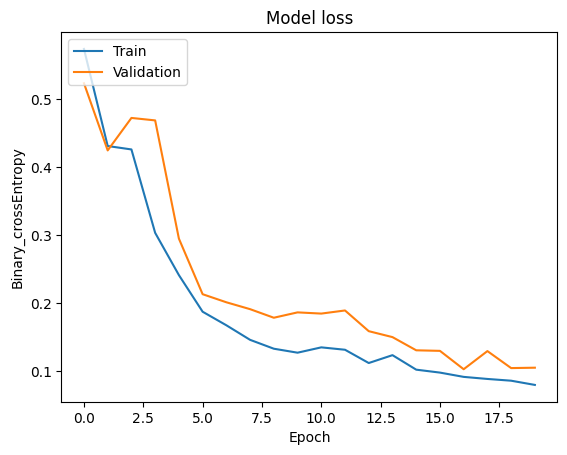 Model loss
Train
Validation
0.5
0.4
0.3
0.2
0.1
Binary_crossEntropy
0.0 2.5 5.0 7.5 10.0 12.5 15.0 17.5
Epoch